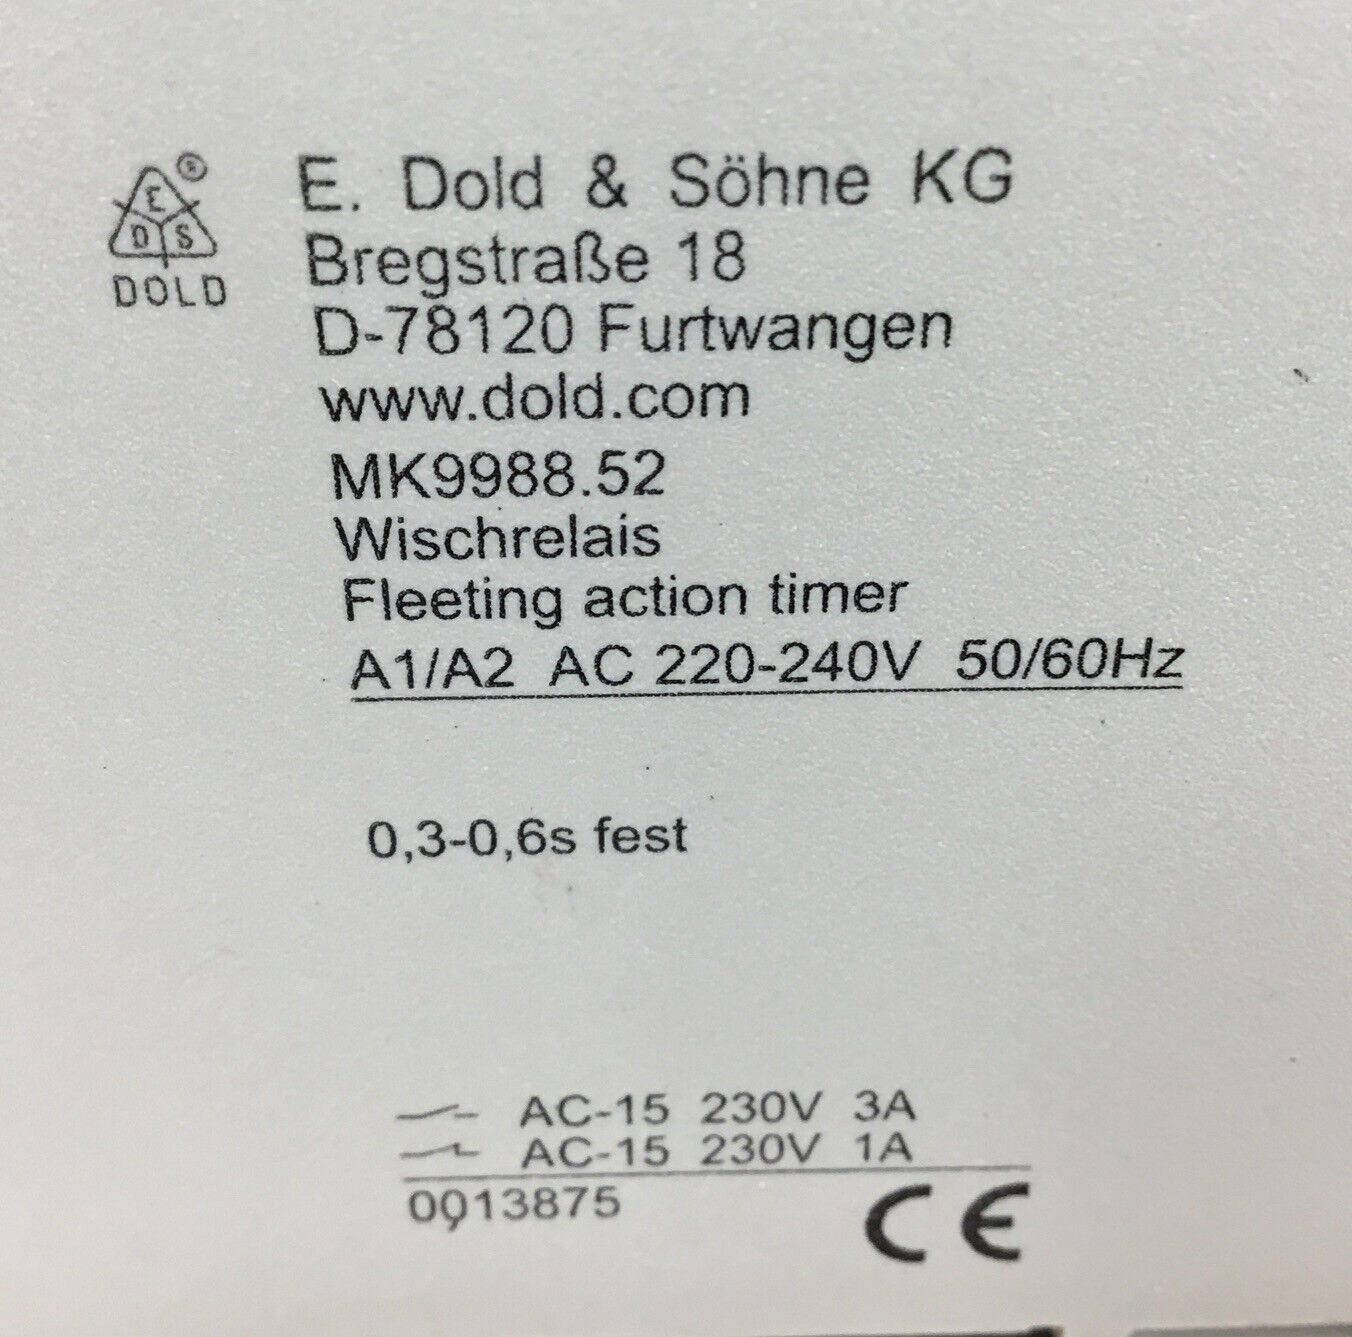 ®
E
D S
DOLD
E. Dold & Söhne KG
Bregstraße 18
D-78120 Furtwangen
www.dold.com
MK9988.52
Wischrelais
Fleeting action timer
A1/A2 AC 220-240V 50/60Hz
0,3-0,6s fest
AC-15 230V 3A
AC-15 230V 1A
0013875
CE